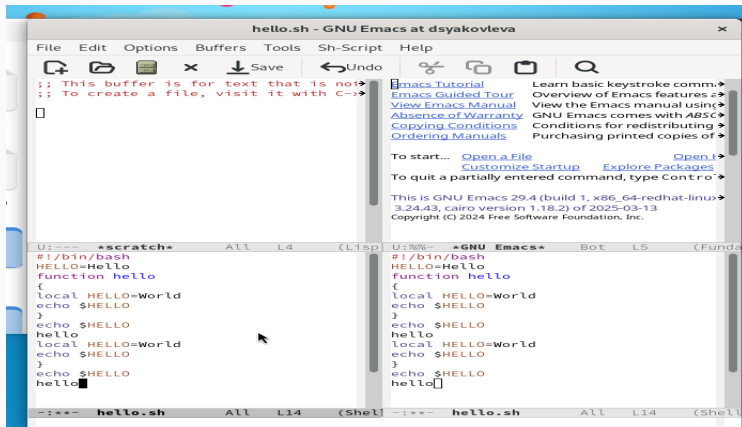 hello.sh - GNU Emacs at dsyakovleva
File Edit Options Buffers Tools Sh-Script Help
Save Undo
;; This buffer is for text that is not
;; To create a file, visit it with C-x
U:--- *scratch* All L4 (Lisp
Emacs Tutorial Learn basic keystroke comma
Emacs Guided Tour Overview of Emacs features a
View Emacs Manual View the Emacs manual using
Absence of Warranty GNU Emacs comes with ABSO
Copying Conditions Conditions for redistributing
Ordering Manuals Purchasing printed copies of
To start... Open a File Open H
Customize Startup Explore Packages
To quit a partially entered command, type Contro
This is GNU Emacs 29.4 (build 1, x86_64-redhat-linux
3.24.43, cairo version 1.18.2) of 2025-03-13
Copyright (C) 2024 Free Software Foundation, Inc.
U:%%- *GNU Emacs* Bot L5 (Funda
#!/bin/bash
HELLO=Hello
function hello
{
local HELLO=World
echo $HELLO
}
echo $HELLO
hello
local HELLO=World
echo $HELLO
}
echo $HELLO
hello
-:**- hello.sh All L14 (Shel
#!/bin/bash
HELLO=Hello
function hello
{
local HELLO=World
echo $HELLO
}
echo $HELLO
hello
local HELLO=World
echo $HELLO
}
echo $HELLO
hello
-:**- hello.sh All L14 (Shel